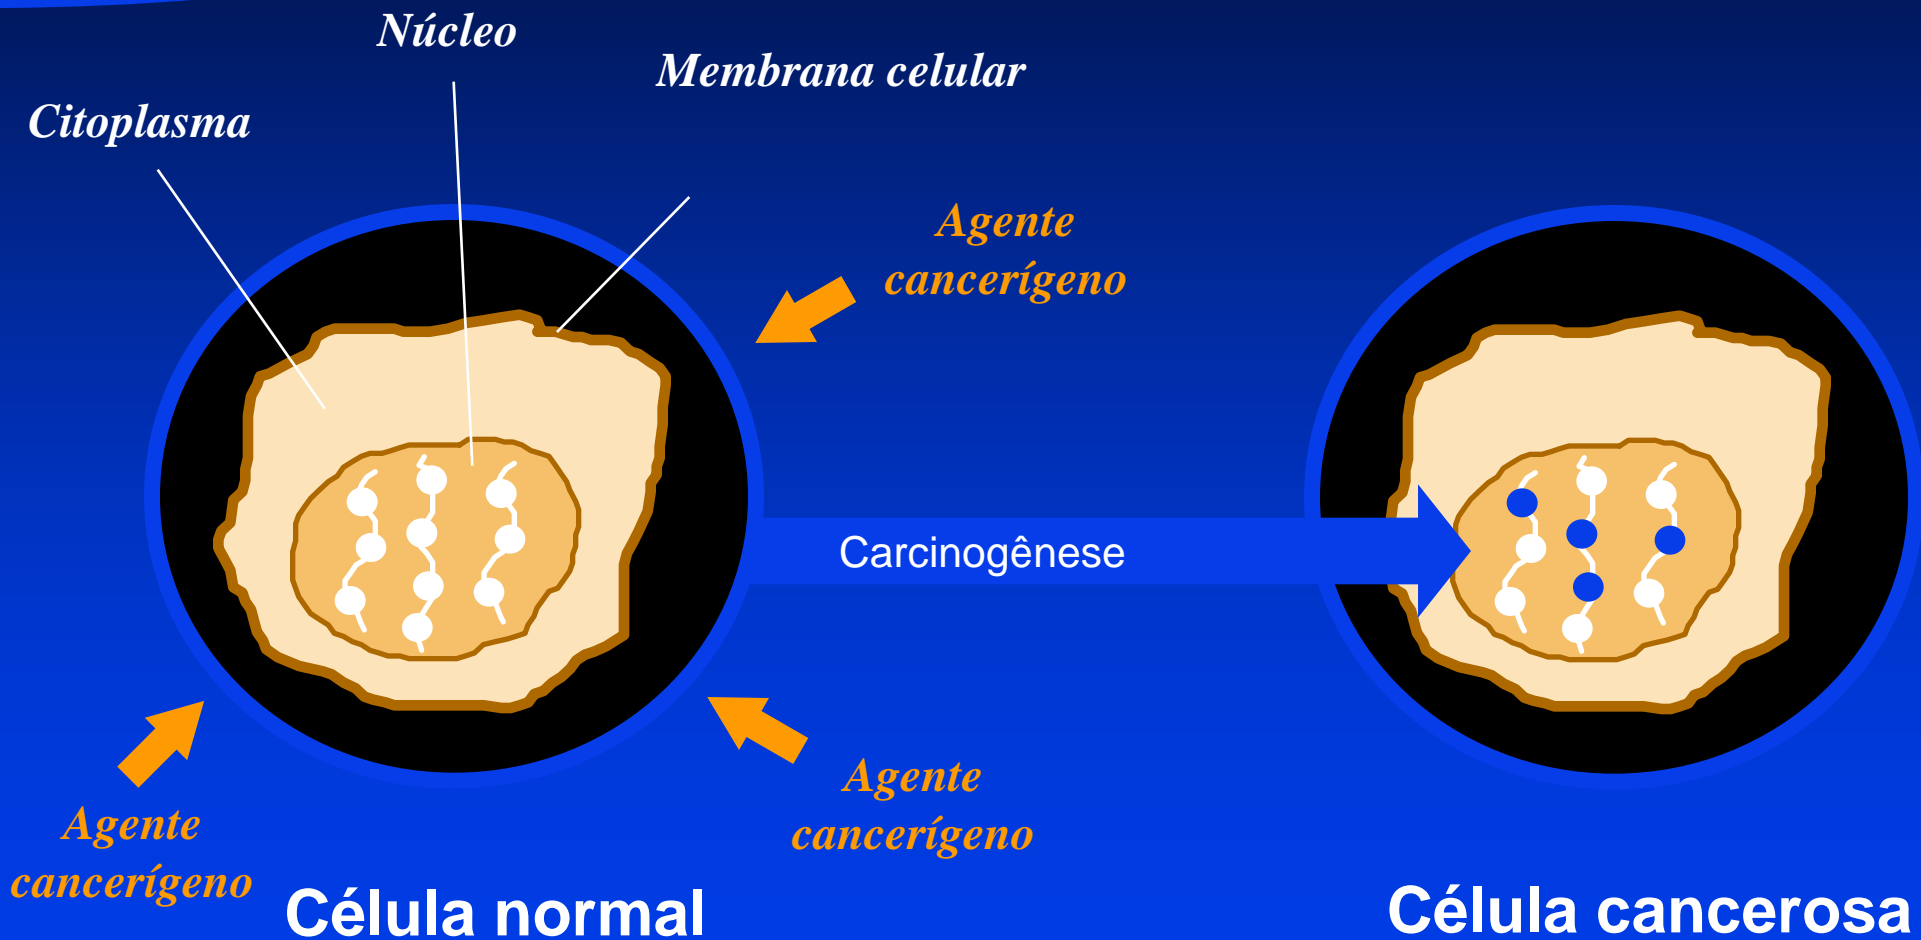 Núcleo
Membrana celular
Citoplasma
Agente
cancerígeno
Carcinogênese
Agente
cancerígeno
Agente
cancerígeno
Célula normal
Célula cancerosa